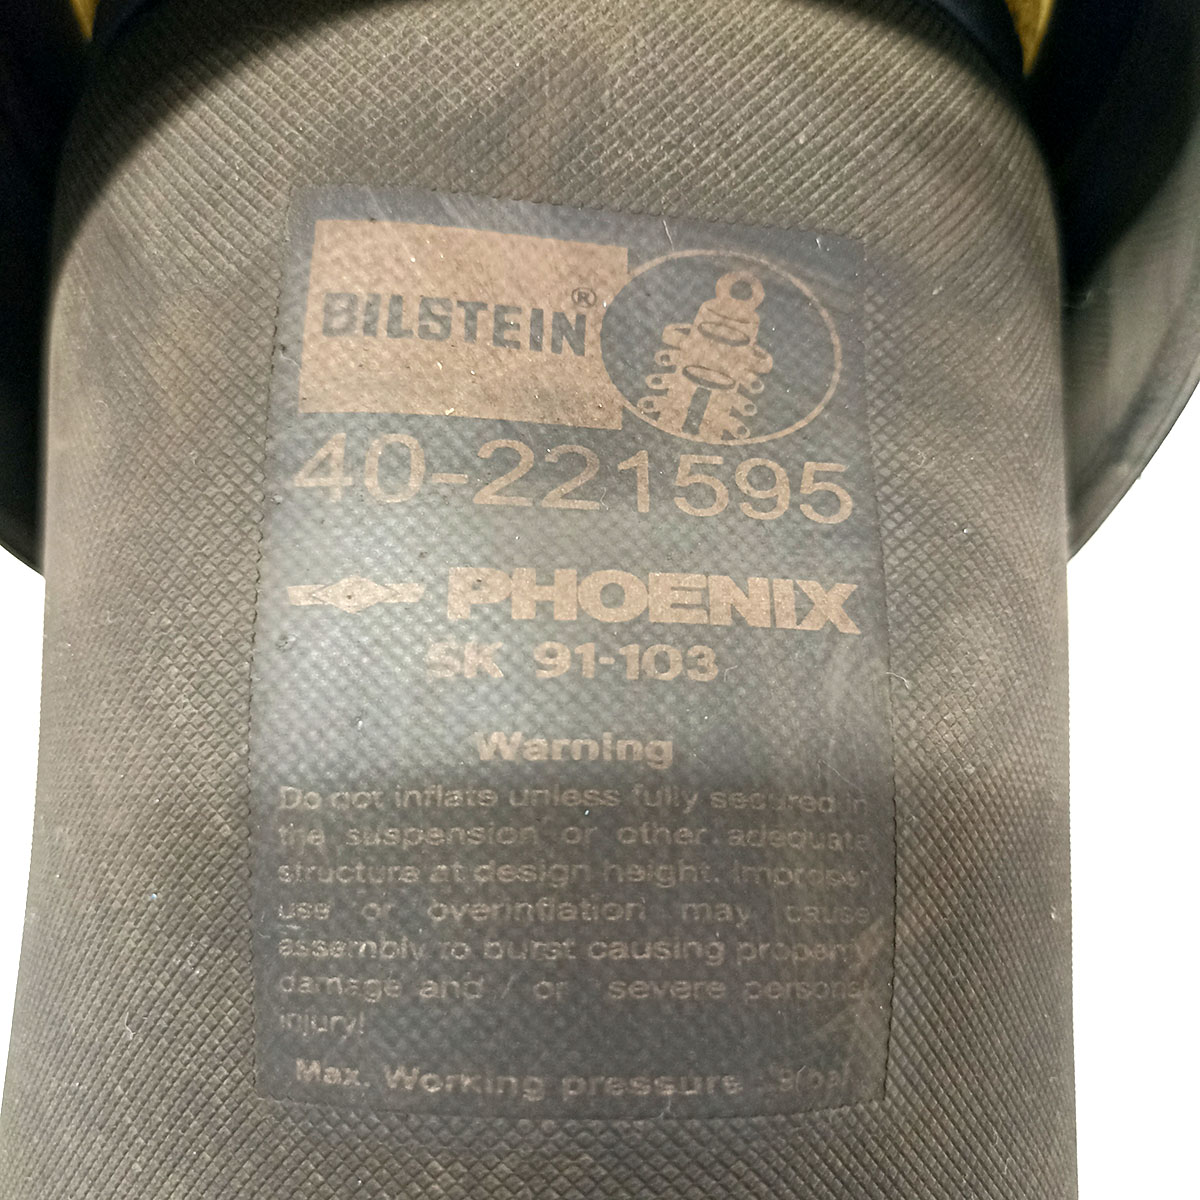 BILSTEIN®
40-221595
PHOENIX
SK 91-103
Warning
Do not inflate unless fully secured in
the suspension or other adequate
structure at design height. Improper
use or overinflation may cause
assembly to burst causing property
damage and / or severe personal
injury!
Max. Working pressure